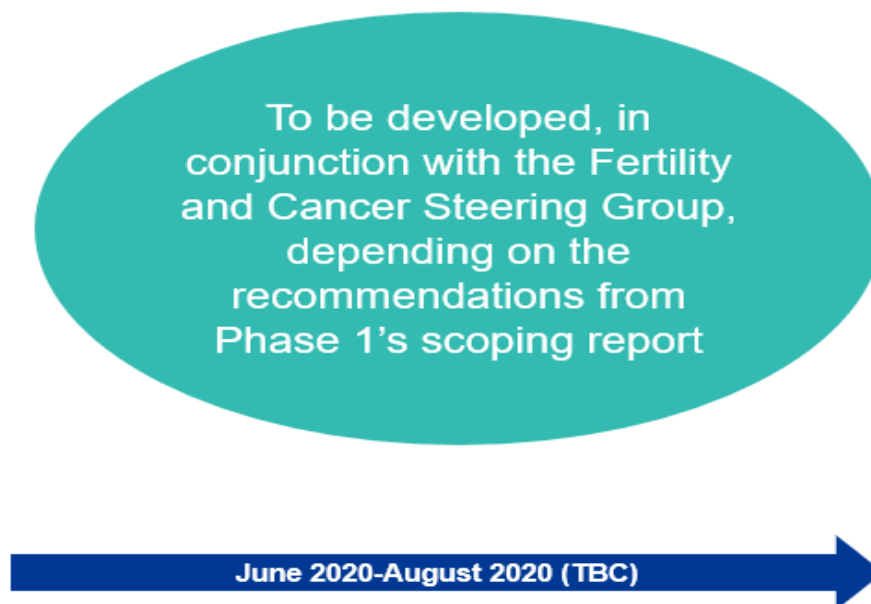 To be developed, in
conjunction with the Fertility
and Cancer Steering Group,
depending on the
recommendations from
Phase 1’s scoping report
June 2020-August 2020 (TBC)